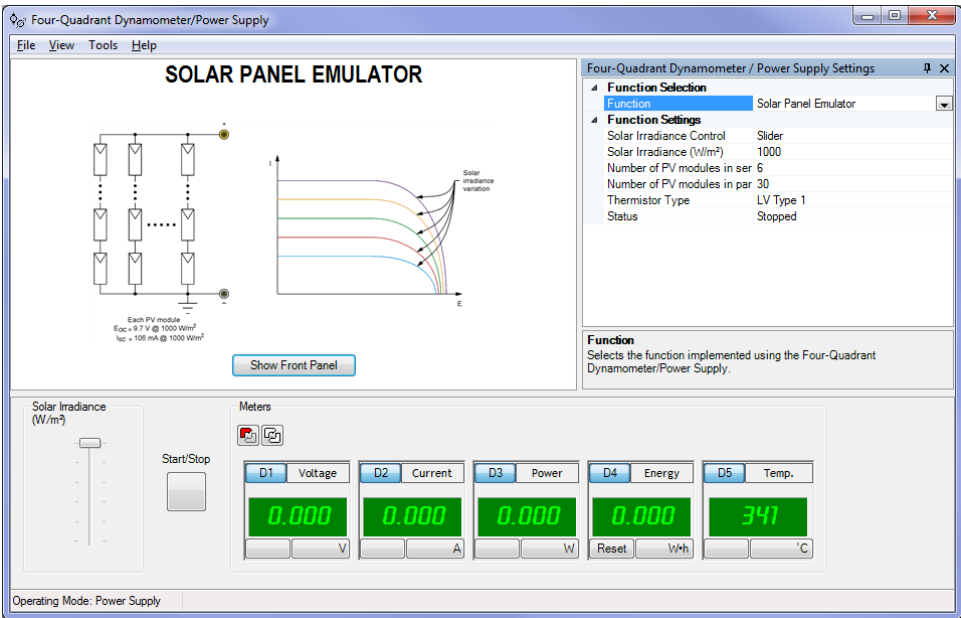 Four-Quadrant Dynamometer/Power Supply
File View Tools Help
SOLAR PANEL EMULATOR
+
−
Each PV module
EOC = 9.7 V @ 1000 W/m²
ISC = 106 mA @ 1000 W/m²
I
Solar
irradiance
variation
E
Show Front Panel
Four-Quadrant Dynamometer / Power Supply Settings
Function Selection
Function Solar Panel Emulator
Function Settings
Solar Irradiance Control Slider
Solar Irradiance (W/m²) 1000
Number of PV modules in ser 6
Number of PV modules in par 30
Thermistor Type LV Type 1
Status Stopped
Function
Selects the function implemented using the Four-Quadrant
Dynamometer/Power Supply.
Solar Irradiance
(W/m²)
Start/Stop
Meters
D1 Voltage D2 Current D3 Power D4 Energy D5 Temp.
0.000 0.000 0.000 0.000 341
V A W Reset W•h °C
Operating Mode: Power Supply